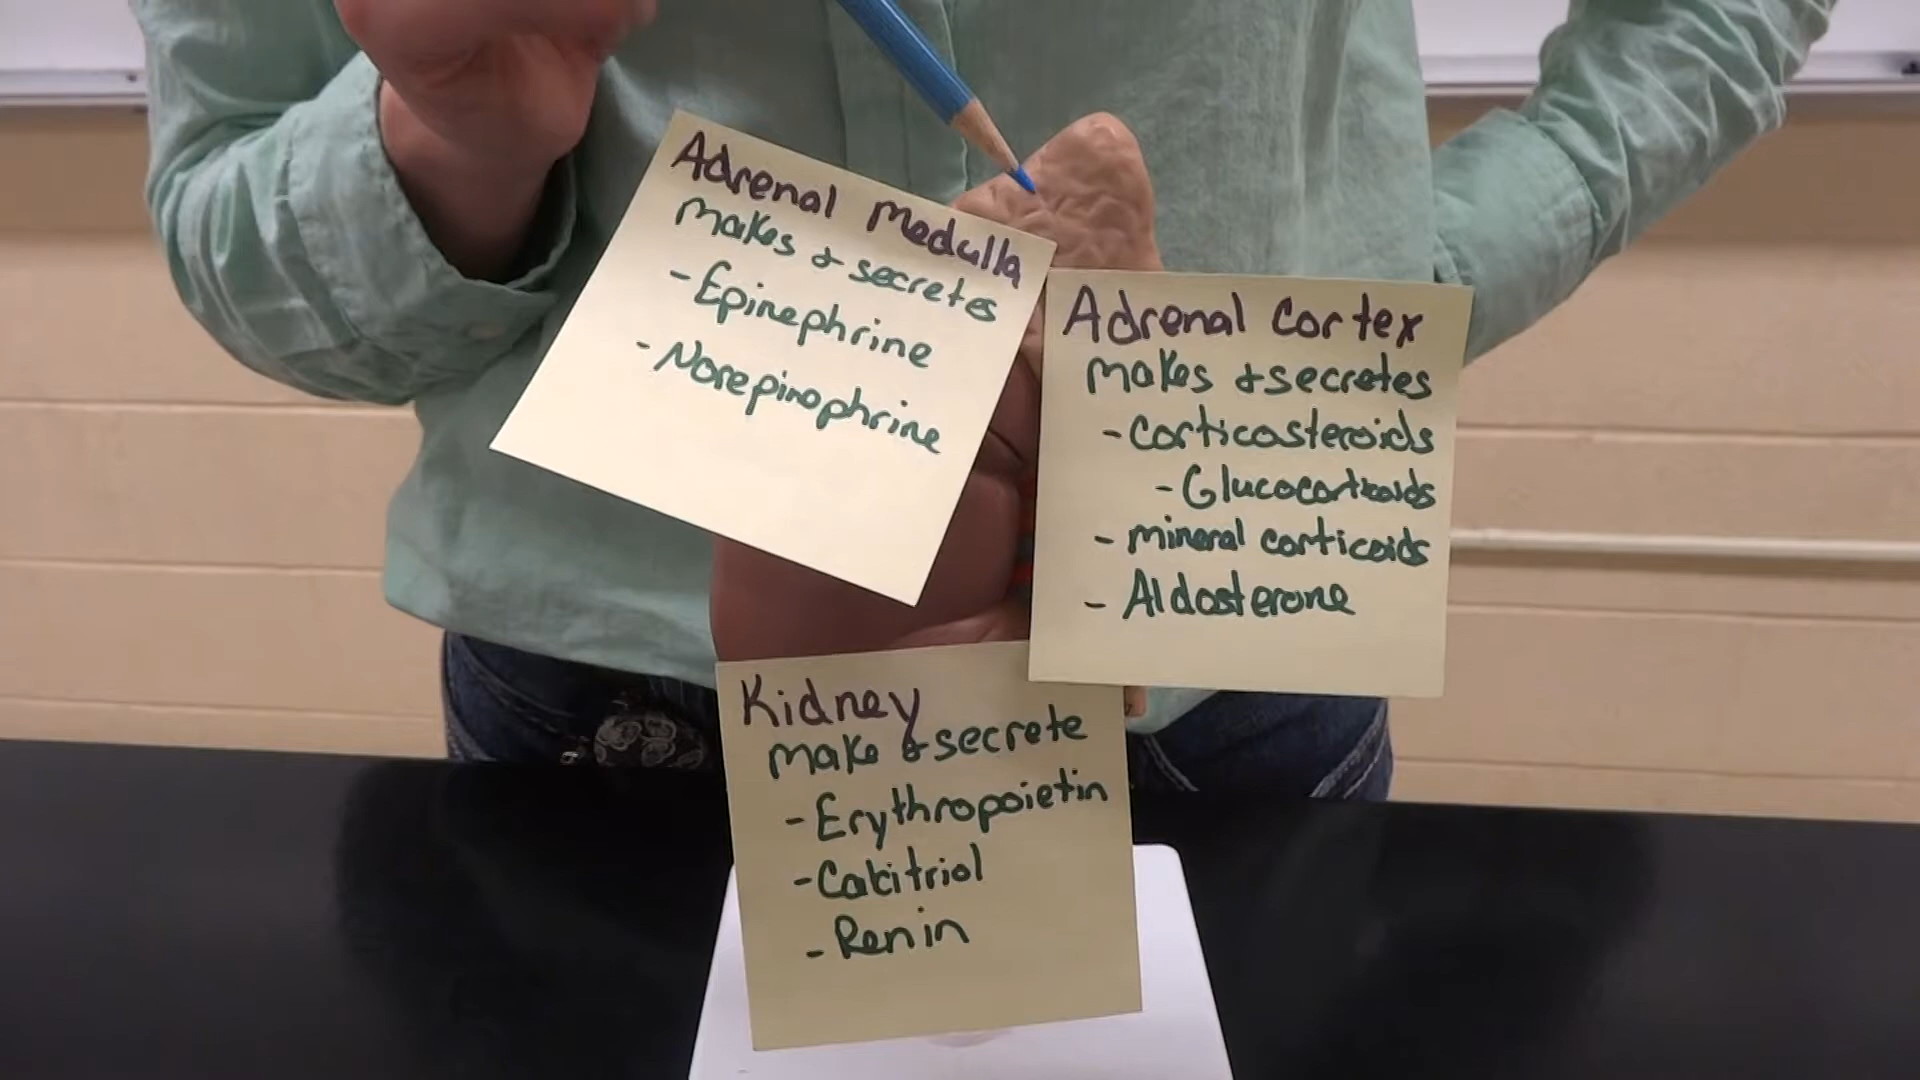 Adrenal Medulla
Makes & secretes
- Epinephrine
- Norepinophrine
Adrenal Cortex
Makes & secretes
- Corticosteroids
- Glucocorticoids
- mineral corticoids
- Aldosterone
Kidney
Make & secrete
- Erythropoietin
- Calcitriol
- Renin